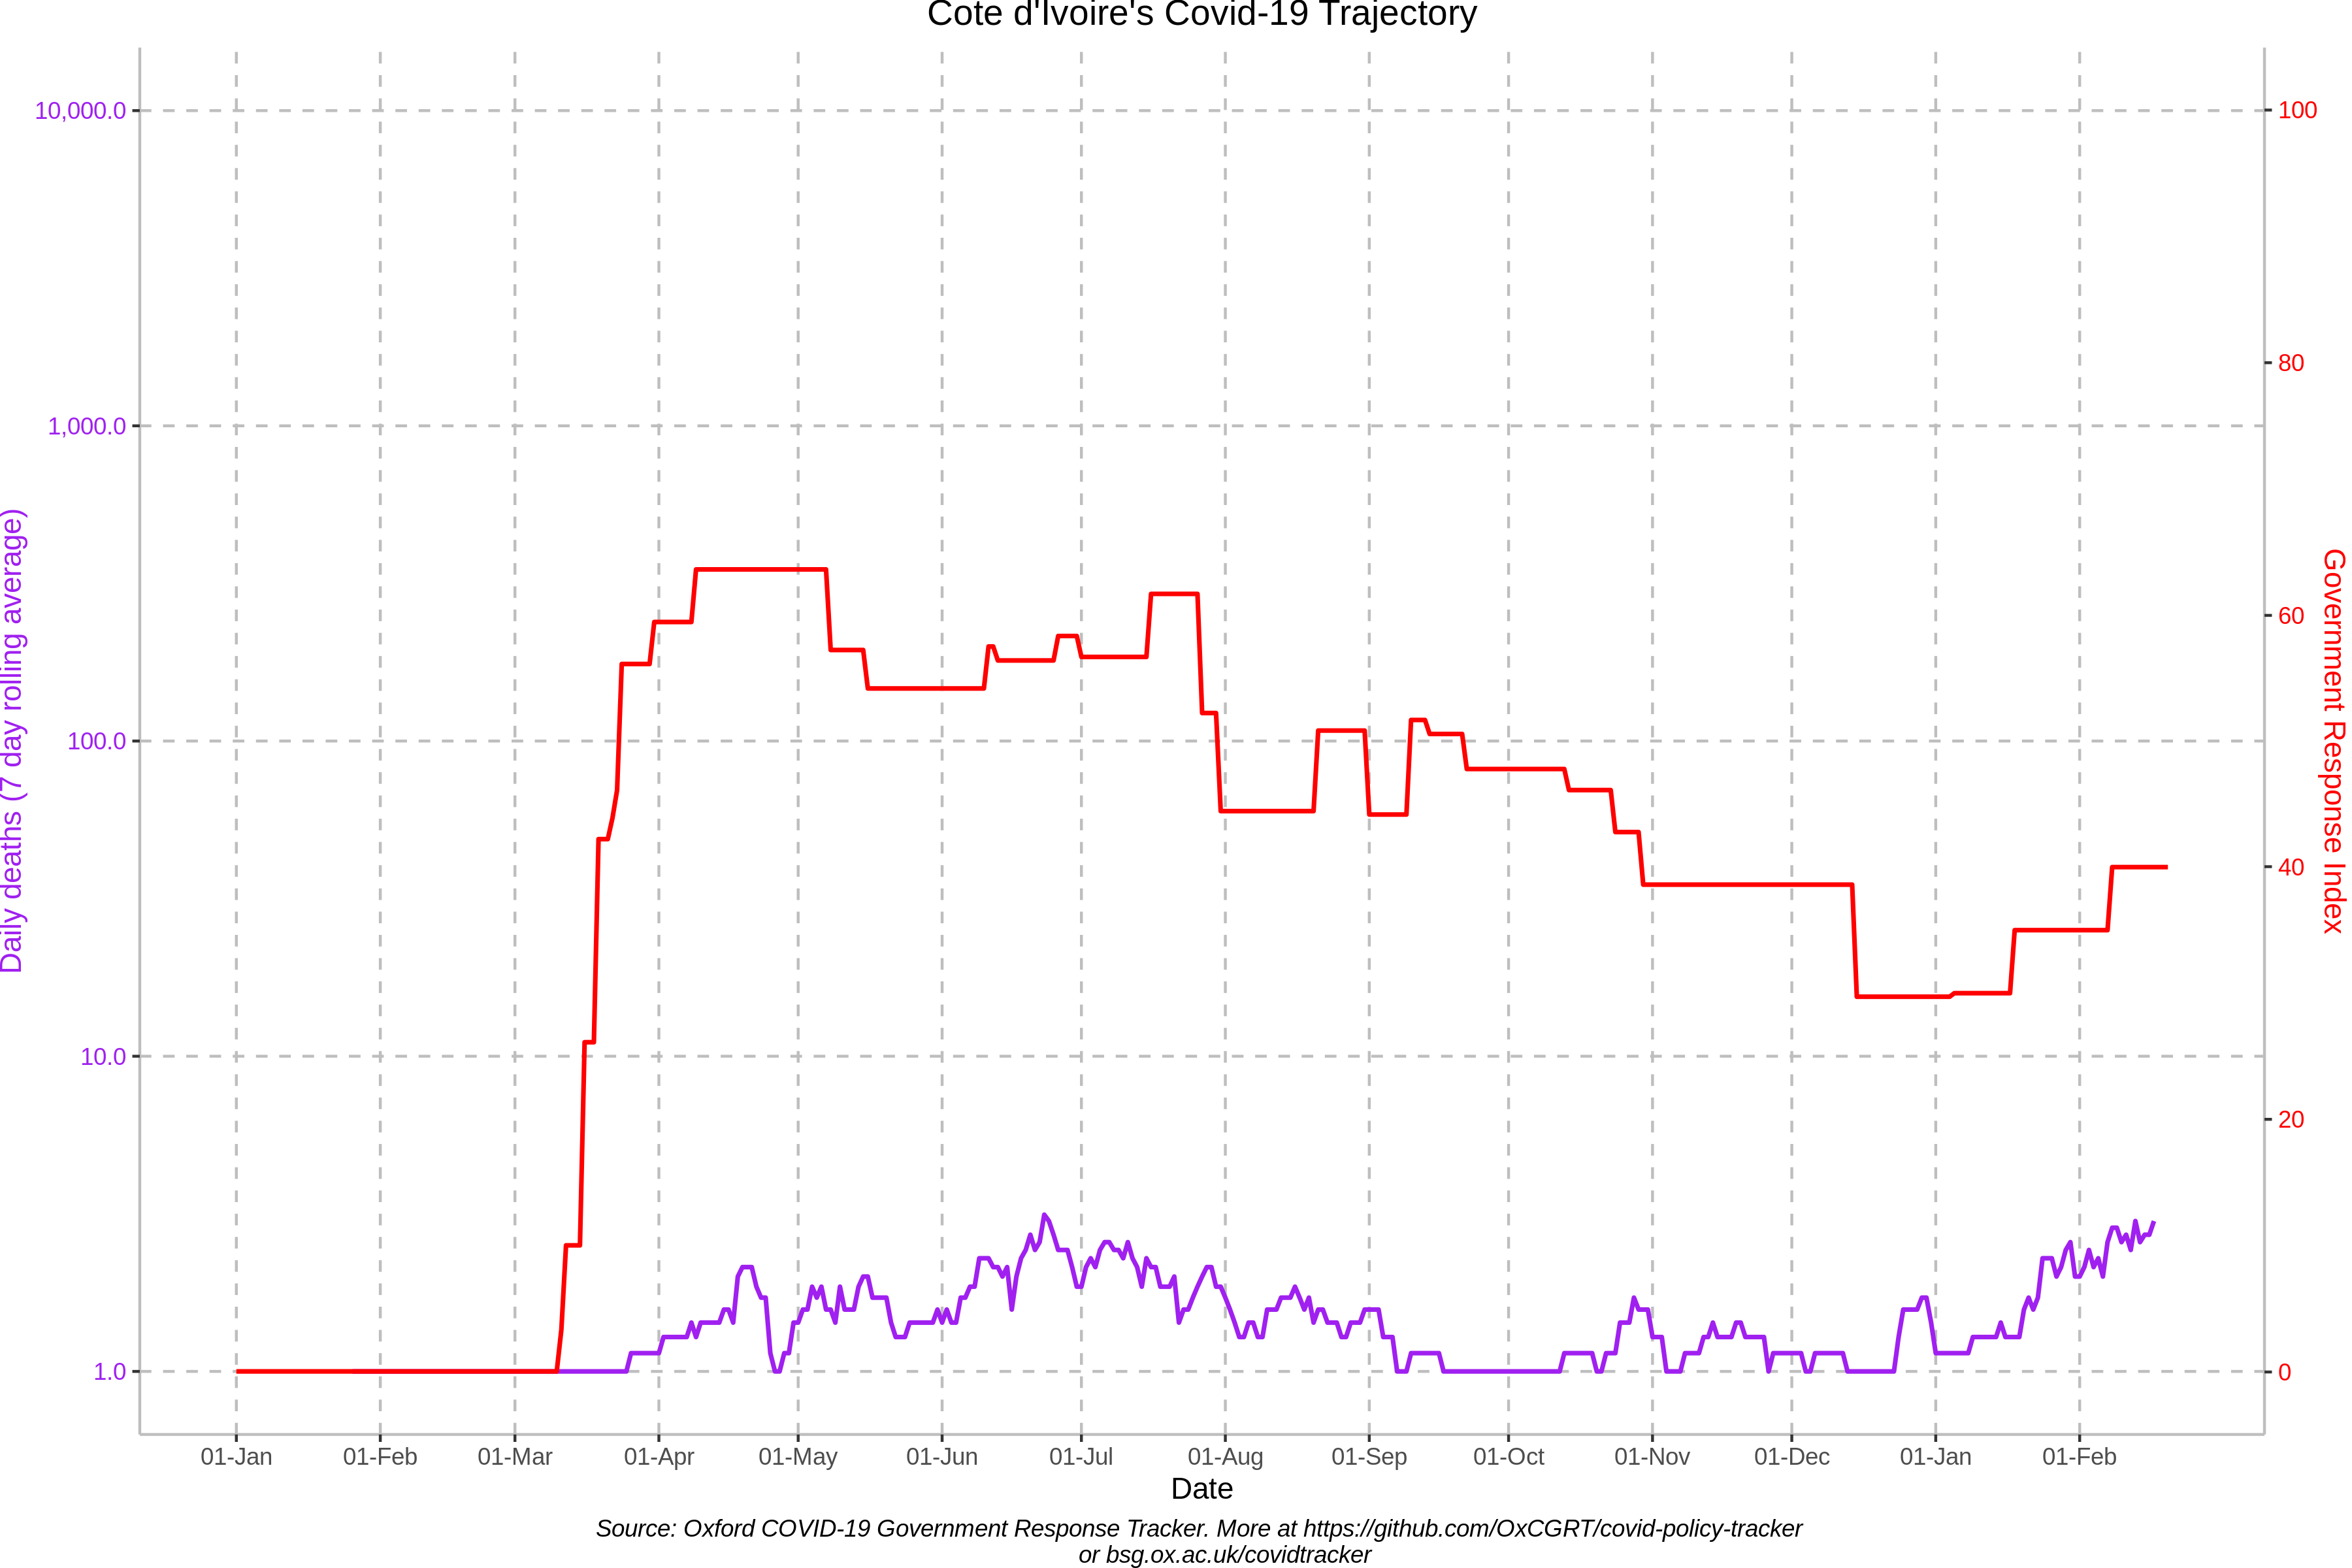 Cote d'Ivoire's Covid-19 Trajectory
Daily deaths (7 day rolling average)
10,000.0
1,000.0
100.0
10.0
1.0
100
80
60
40
20
0
Government Response Index
01-Jan 01-Feb 01-Mar 01-Apr 01-May 01-Jun 01-Jul 01-Aug 01-Sep 01-Oct 01-Nov 01-Dec 01-Jan 01-Feb
Date
Source: Oxford COVID-19 Government Response Tracker. More at https://github.com/OxCGRT/covid-policy-tracker
or bsg.ox.ac.uk/covidtracker